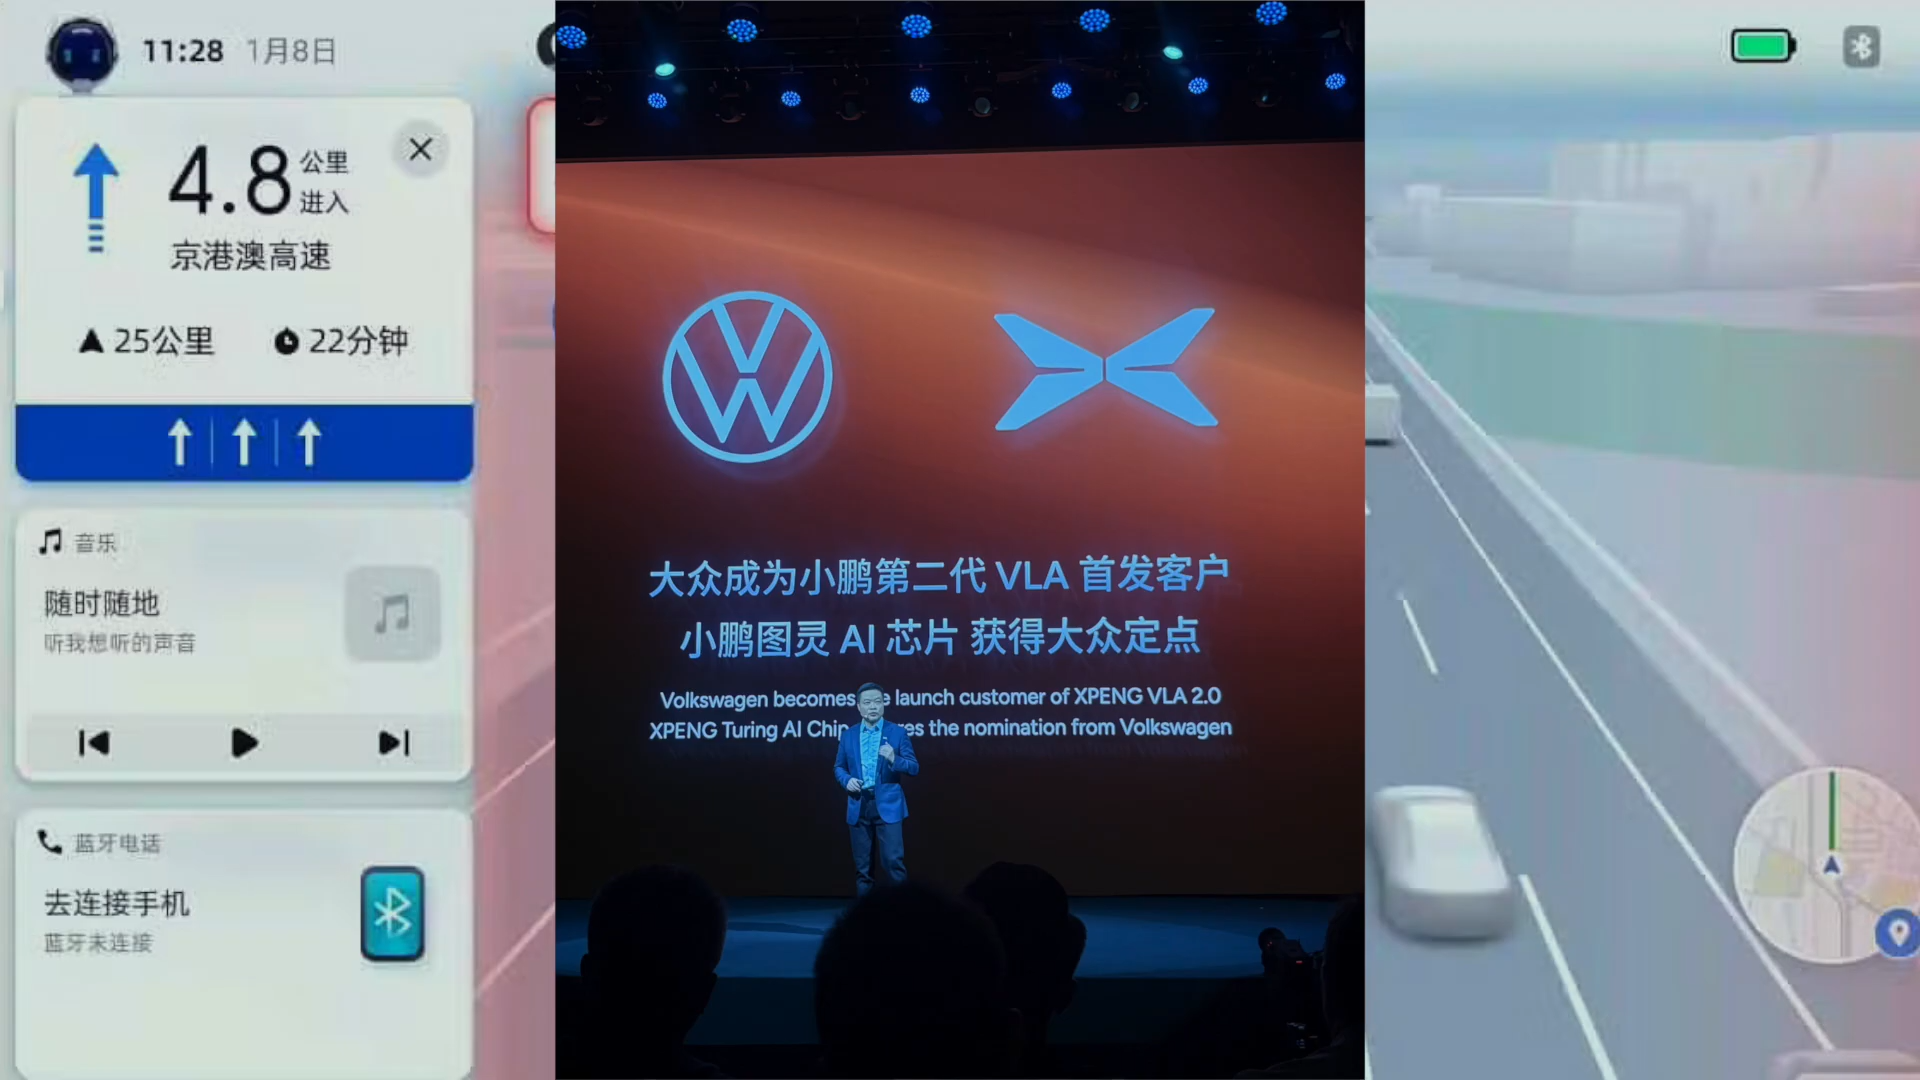 11:28 1月8日
4.8 公里
进入
京港澳高速
25公里 22分钟
音乐
随时随地
听我想听的声音
蓝牙电话
去连接手机
蓝牙未连接
大众成为小鹏第二代 VLA 首发客户
小鹏图灵 AI 芯片 获得大众定点
Volkswagen becomes launch customer of XPENG VLA 2.0
XPENG Turing AI Chip the nomination from Volkswagen